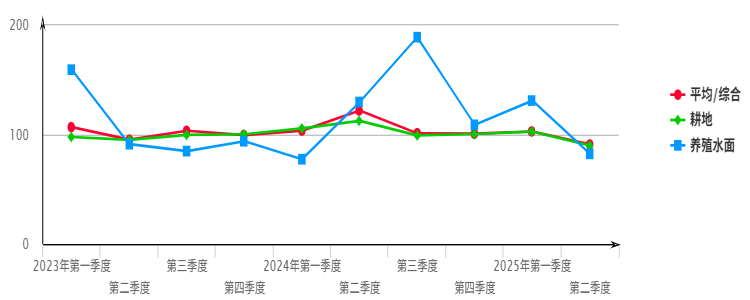 200
100
0
2023年第一季度
第二季度
第三季度
第四季度
2024年第一季度
第二季度
第三季度
第四季度
2025年第一季度
第二季度
平均/综合
耕地
养殖水面